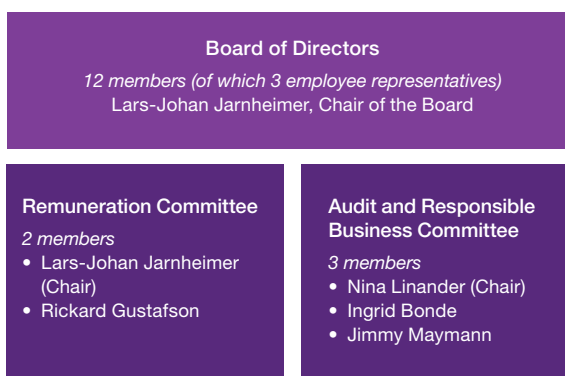 Board of Directors
12 members (of which 3 employee representatives)
Lars-Johan Jarnheimer, Chair of the Board
Remuneration Committee
2 members
• Lars-Johan Jarnheimer
(Chair)
• Rickard Gustafson
Audit and Responsible
Business Committee
3 members
• Nina Linander (Chair)
• Ingrid Bonde
• Jimmy Maymann